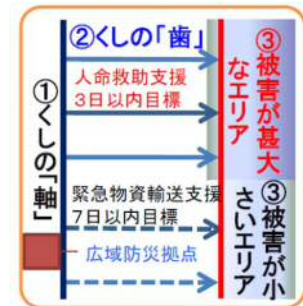 ①くしの「軸」
②くしの「歯」
人命救助支援
3日以内目標
③被害が甚大
なエリア
緊急物資輸送支援
7日以内目標
③被害が小
さいエリア
広域防災拠点